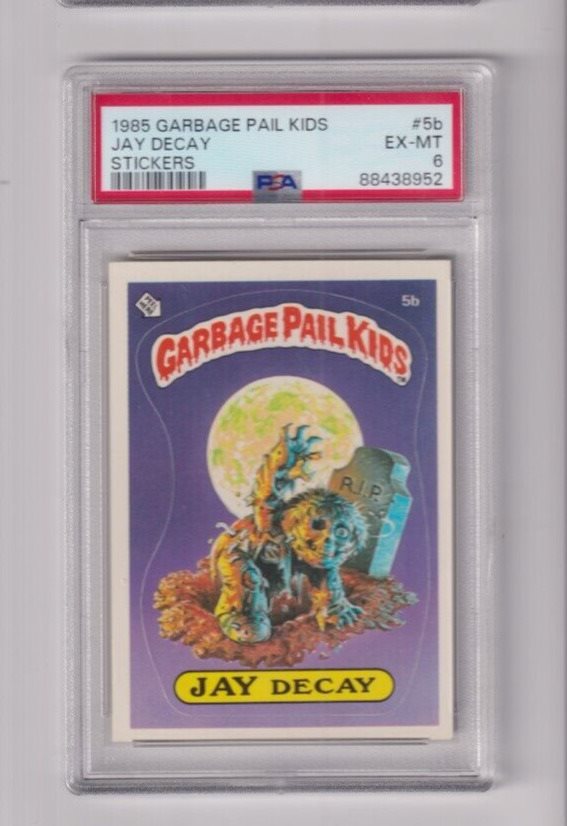 1985 GARBAGE PAIL KIDS #5b
JAY DECAY EX-MT
STICKERS 6
PSA 88438952
5b
GARBAGE PAIL KIDS
R.I.P.
JAY DECAY